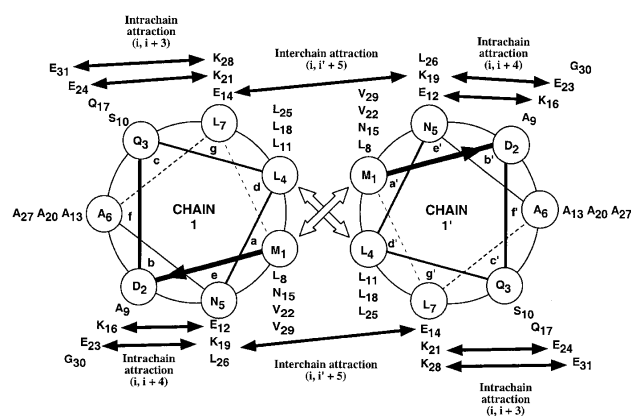 Intrachain
attraction
(i, i + 3)
E31
K28
E24
K21
Q17
E14
S10
Interchain attraction
(i, i' + 5)
L26
K19
E12
Intrachain
attraction
(i, i + 4)
G30
E23
K16
A9
L25
L18
L11
V29
V22
N15
L8
Q3
L7
L4
c
g
d
A27 A20 A13
A6
f
CHAIN
1
b
e
a
D2
N5
M1
M1
N5
D2
a'
e'
b'
CHAIN
1'
f'
A6
A13 A20 A27
L4
d'
g'
c'
L7
Q3
A9
K16
E12
E23
K19
G30
L26
Intrachain
attraction
(i, i + 4)
L8
N15
V22
V29
Interchain attraction
(i, i' + 5)
L11
L18
L25
E14
K21
K28
S10
Q17
E24
E31
Intrachain
attraction
(i, i + 3)